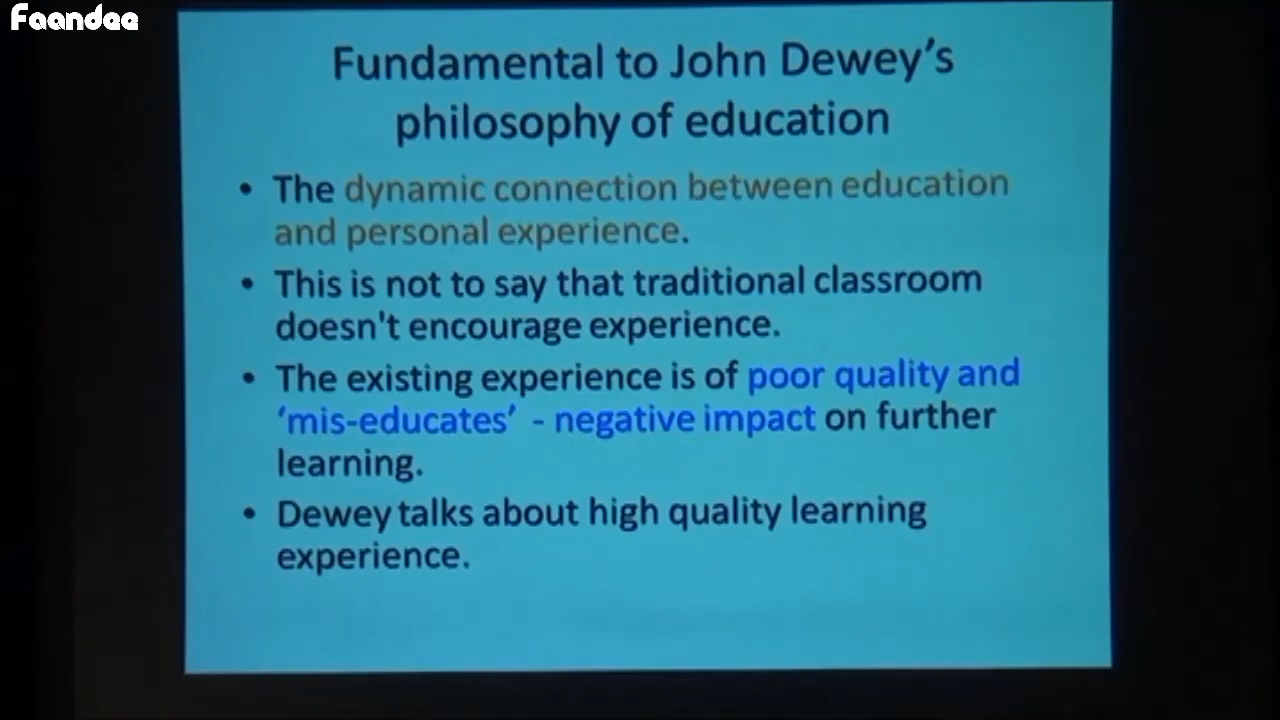 Faandee
Fundamental to John Dewey's
philosophy of education
• The dynamic connection between education
and personal experience.
• This is not to say that traditional classroom
doesn't encourage experience.
• The existing experience is of poor quality and
‘mis-educates’ - negative impact on further
learning.
• Dewey talks about high quality learning
experience.